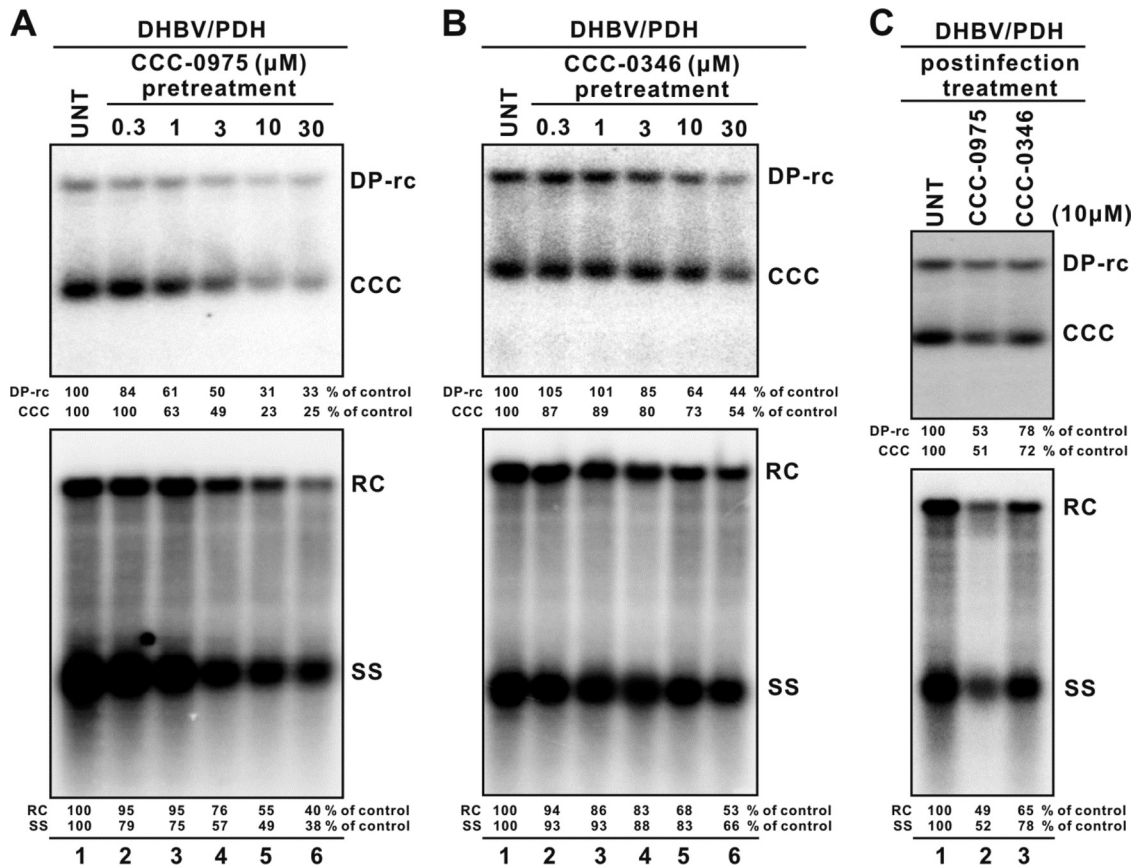 A
DHBV/PDH
CCC-0975 (µM)
pretreatment
UNT 0.3 1 3 10 30
DP-rc
CCC
DP-rc 100 84 61 50 31 33 % of control
CCC 100 100 63 49 23 25 % of control
RC
SS
RC 100 95 95 76 55 40 % of control
SS 100 79 75 57 49 38 % of control
1 2 3 4 5 6
B
DHBV/PDH
CCC-0346 (µM)
pretreatment
UNT 0.3 1 3 10 30
DP-rc
CCC
DP-rc 100 105 101 85 64 44 % of control
CCC 100 87 89 80 73 54 % of control
RC
SS
RC 100 94 86 83 68 53 % of control
SS 100 93 93 88 83 66 % of control
1 2 3 4 5 6
C
DHBV/PDH
postinfection
treatment
UNT CCC-0975 CCC-0346 (10µM)
DP-rc
CCC
DP-rc 100 53 78 % of control
CCC 100 51 72 % of control
RC
SS
RC 100 49 65 % of control
SS 100 52 78 % of control
1 2 3